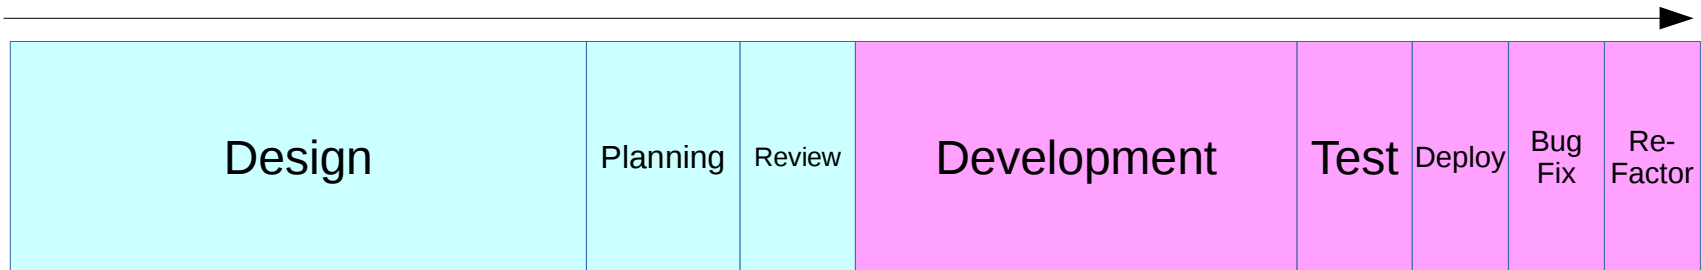 Design
Planning
Review
Development
Test
Deploy
Bug
Fix
Re-
Factor